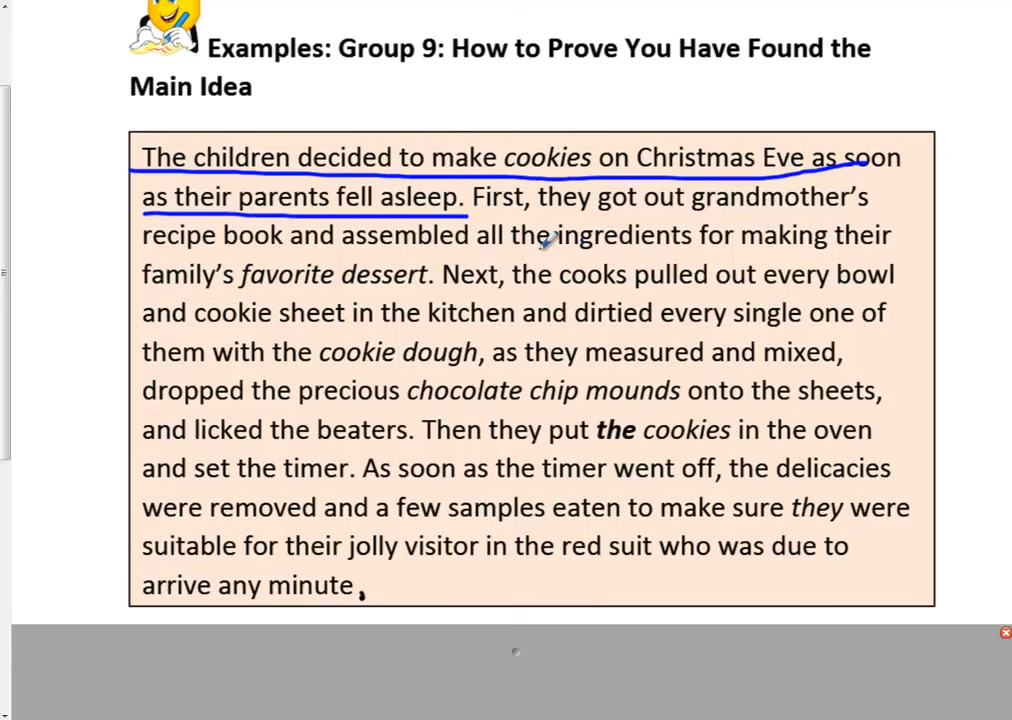 Examples: Group 9: How to Prove You Have Found the
Main Idea
The children decided to make cookies on Christmas Eve as soon
as their parents fell asleep. First, they got out grandmother's
recipe book and assembled all the ingredients for making their
family's favorite dessert. Next, the cooks pulled out every bowl
and cookie sheet in the kitchen and dirtied every single one of
them with the cookie dough, as they measured and mixed,
dropped the precious chocolate chip mounds onto the sheets,
and licked the beaters. Then they put the cookies in the oven
and set the timer. As soon as the timer went off, the delicacies
were removed and a few samples eaten to make sure they were
suitable for their jolly visitor in the red suit who was due to
arrive any minute,